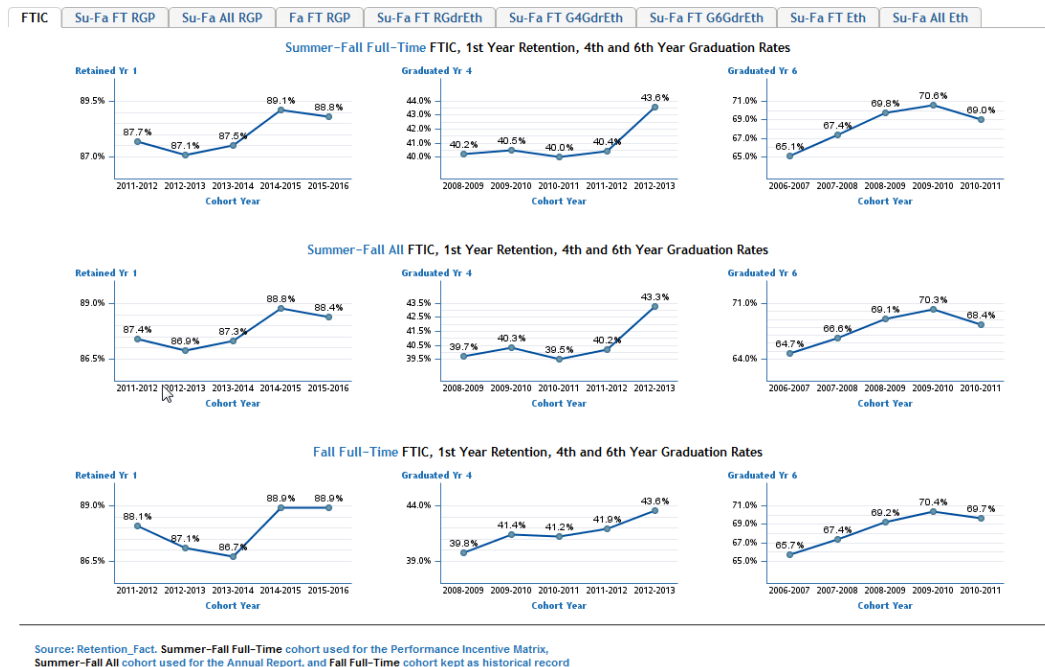 FTIC Su-Fa FT RGP Su-Fa All RGP Fa FT RGP Su-Fa FT RGdrEth Su-Fa FT G4GdrEth Su-Fa FT G6GdrEth Su-Fa FT Eth Su-Fa All Eth
Summer-Fall Full-Time FTIC, 1st Year Retention, 4th and 6th Year Graduation Rates
Retained Yr 1
89.5%
87.0%
87.7% 87.1% 87.5% 89.1% 88.8%
2011-2012 2012-2013 2013-2014 2014-2015 2015-2016
Cohort Year
Graduated Yr 4
44.0%
43.0%
42.0%
41.0%
40.0%
40.2% 40.5% 40.0% 40.4% 43.6%
2008-2009 2009-2010 2010-2011 2011-2012 2012-2013
Cohort Year
Graduated Yr 6
71.0%
69.0%
67.0%
65.0%
65.1% 67.4% 69.8% 70.6% 69.0%
2006-2007 2007-2008 2008-2009 2009-2010 2010-2011
Cohort Year
Summer-Fall All FTIC, 1st Year Retention, 4th and 6th Year Graduation Rates
Retained Yr 1
89.0%
86.5%
87.4% 86.9% 87.3% 88.8% 88.4%
2011-2012 2012-2013 2013-2014 2014-2015 2015-2016
Cohort Year
Graduated Yr 4
43.5%
42.5%
41.5%
40.5%
39.5%
39.7% 40.3% 39.5% 40.2% 43.3%
2008-2009 2009-2010 2010-2011 2011-2012 2012-2013
Cohort Year
Graduated Yr 6
71.0%
64.0%
64.7% 66.6% 69.1% 70.3% 68.4%
2006-2007 2007-2008 2008-2009 2009-2010 2010-2011
Cohort Year
Fall Full-Time FTIC, 1st Year Retention, 4th and 6th Year Graduation Rates
Retained Yr 1
89.0%
86.5%
88.1% 87.1% 86.7% 88.9% 88.9%
2011-2012 2012-2013 2013-2014 2014-2015 2015-2016
Cohort Year
Graduated Yr 4
44.0%
39.0%
39.8% 41.4% 41.2% 41.9% 43.6%
2008-2009 2009-2010 2010-2011 2011-2012 2012-2013
Cohort Year
Graduated Yr 6
71.0%
69.0%
67.0%
65.0%
65.7% 67.4% 69.2% 70.4% 69.7%
2006-2007 2007-2008 2008-2009 2009-2010 2010-2011
Cohort Year
Source: Retention_Fact. Summer-Fall Full-Time cohort used for the Performance Incentive Matrix,
Summer-Fall All cohort used for the Annual Report, and Fall Full-Time cohort kept as historical record